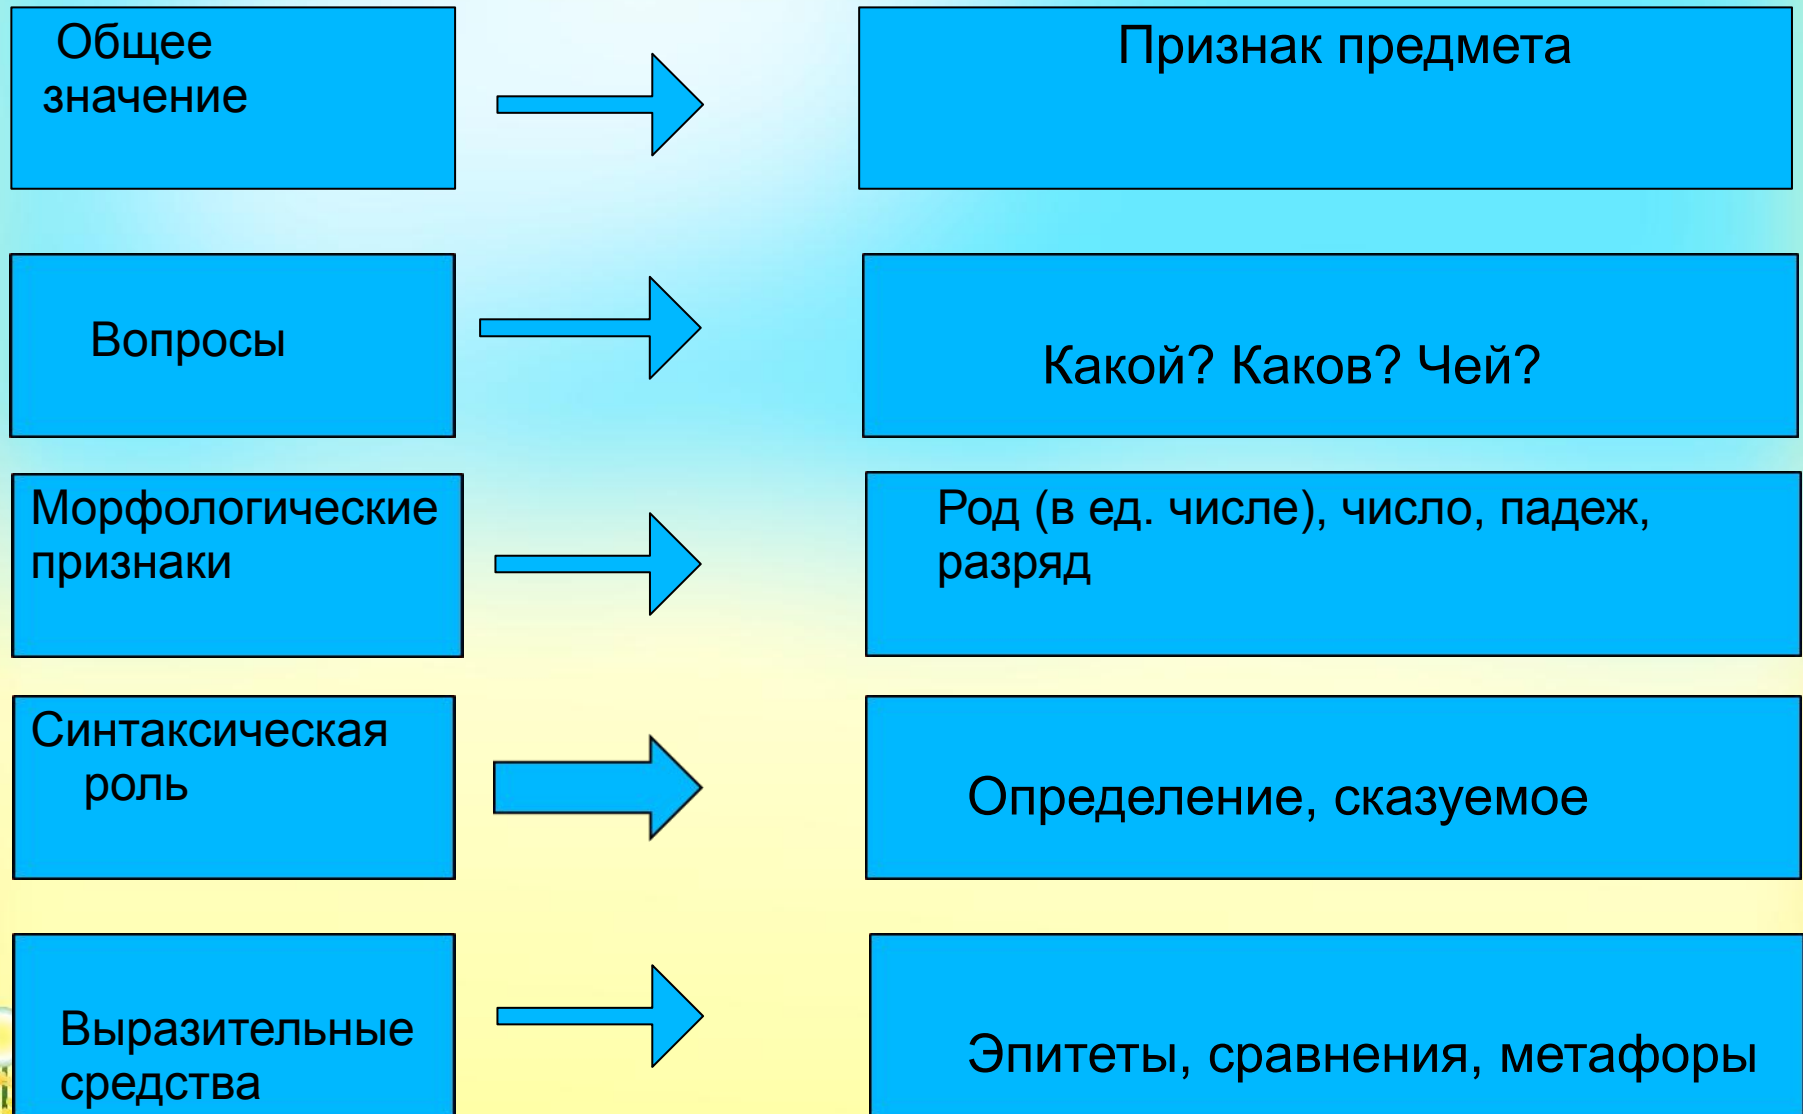 Общее
значение
Признак предмета
Вопросы
Какой? Каков? Чей?
Морфологические
признаки
Род (в ед. числе), число, падеж,
разряд
Синтаксическая
роль
Определение, сказуемое
Выразительные
средства
Эпитеты, сравнения, метафоры